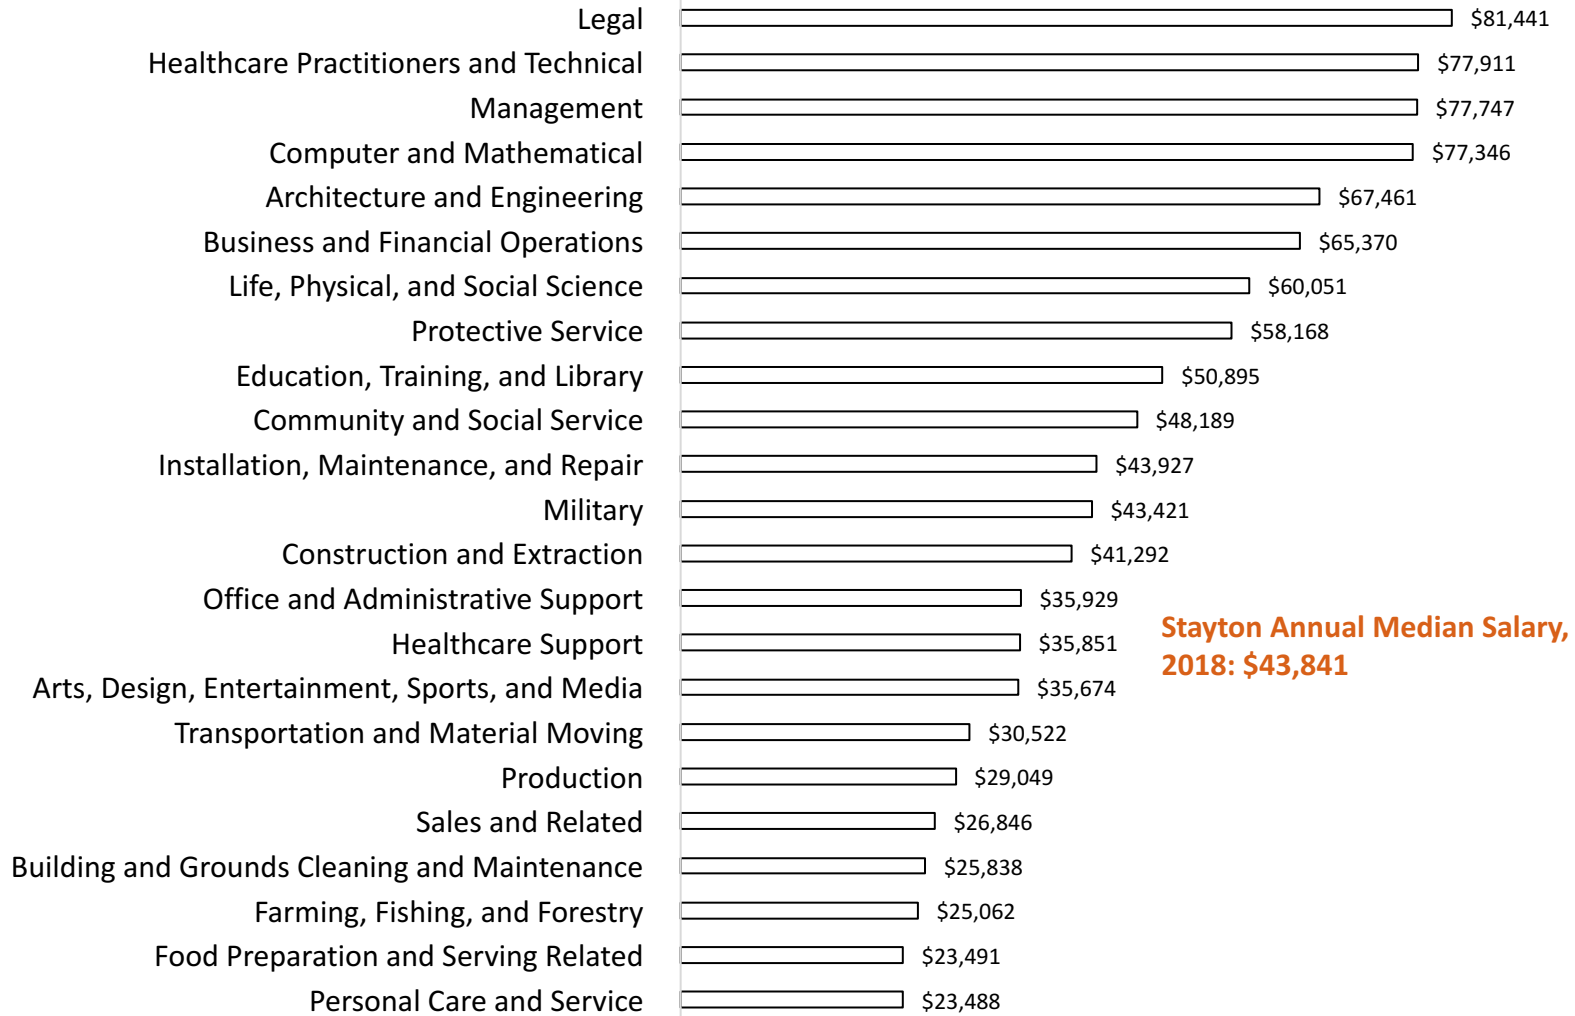 Legal $81,441
Healthcare Practitioners and Technical $77,911
Management $77,747
Computer and Mathematical $77,346
Architecture and Engineering $67,461
Business and Financial Operations $65,370
Life, Physical, and Social Science $60,051
Protective Service $58,168
Education, Training, and Library $50,895
Community and Social Service $48,189
Installation, Maintenance, and Repair $43,927
Military $43,421
Construction and Extraction $41,292
Office and Administrative Support $35,929
Healthcare Support $35,851
Arts, Design, Entertainment, Sports, and Media $35,674
Transportation and Material Moving $30,522
Production $29,049
Sales and Related $26,846
Building and Grounds Cleaning and Maintenance $25,838
Farming, Fishing, and Forestry $25,062
Food Preparation and Serving Related $23,491
Personal Care and Service $23,488
Stayton Annual Median Salary,
2018: $43,841